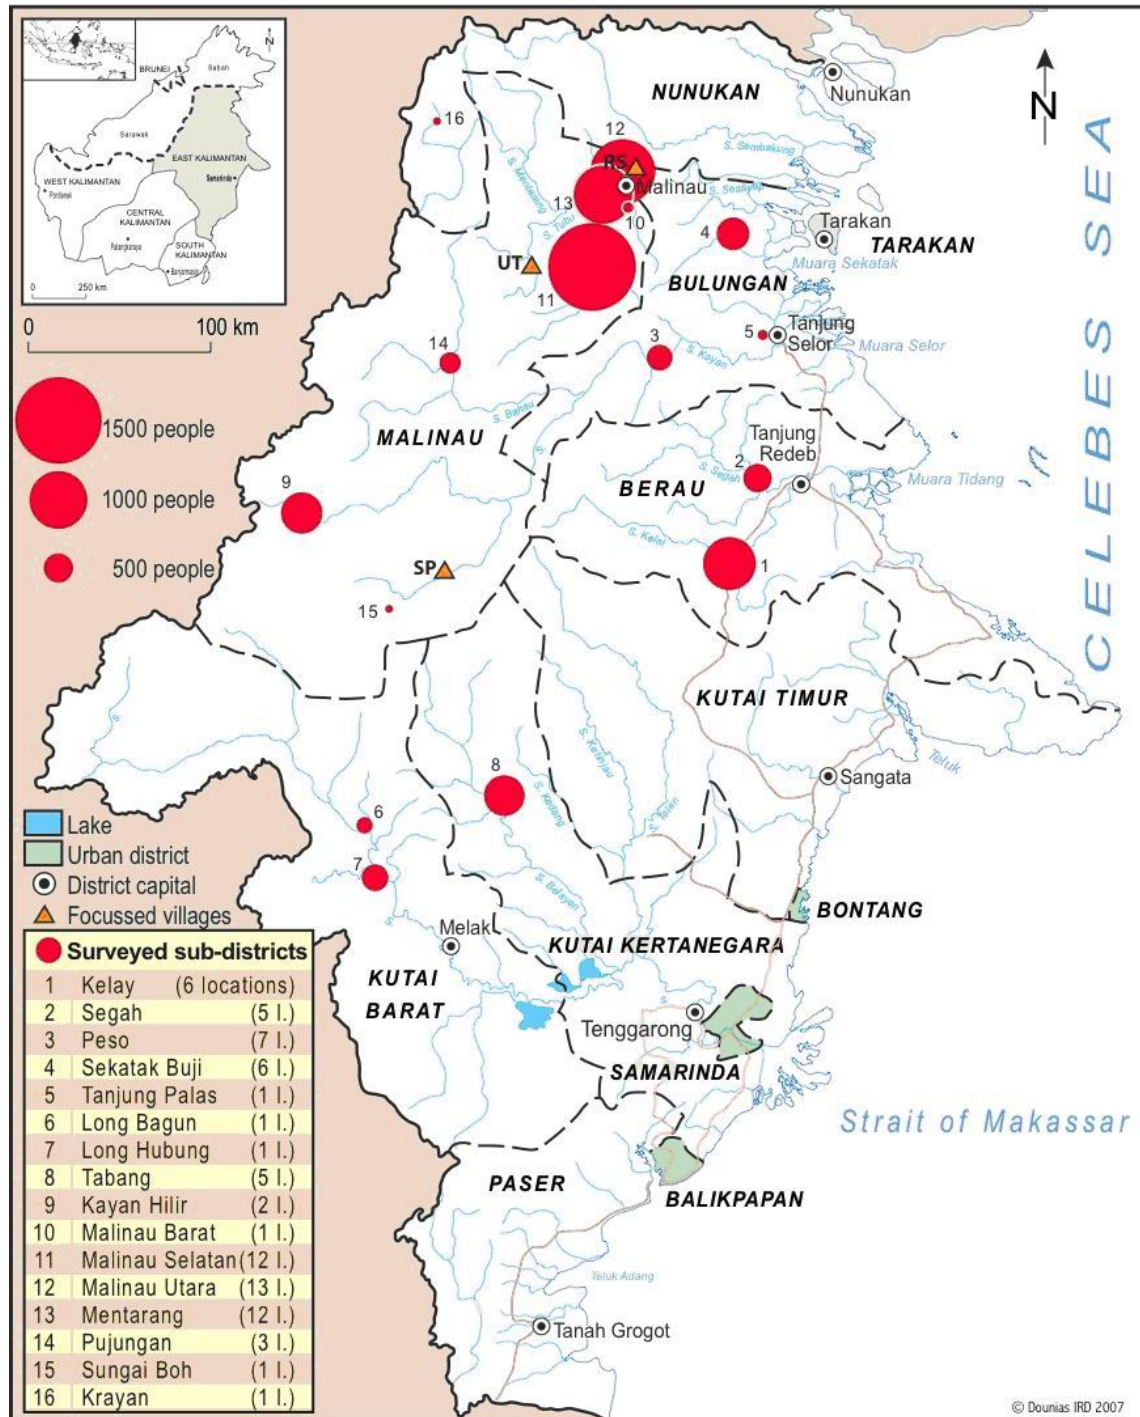 N
BRUNEI
Sabah
Sarawak
EAST KALIMANTAN
Samarinda
WEST KALIMANTAN
Pontianak
CENTRAL
KALIMANTAN
Palangkaraya
SOUTH
KALIMANTAN
Banjarmasin
0 250 km
0 100 km
1500 people
1000 people
500 people
N
NUNUKAN
Nunukan
16
12
S. Sembakung
S. Mentarang
RS
Malinau
S. Sesayap
13
10
S. Tubu
4
Tarakan
TARAKAN
UT
Muara Sekatak
BULUNGAN
11
5
Tanjung
Selor
Muara Selor
14
3
S. Kayan
S. Bahau
MALINAU
Tanjung
Redeb
2
S. Segah
BERAU
Muara Tidang
9
S. Kelai
SP
1
15
CELEBES SEA
KUTAI TIMUR
S. Kelinjau
Teluk
Sangata
8
S. Kedang
S. Telen
6
7
S. Belayan
Melak
BONTANG
KUTAI KERTANEGARA
KUTAI
BARAT
Tenggarong
SAMARINDA
Strait of Makassar
PASER
BALIKPAPAN
Teluk Adang
Tanah Grogot
Lake
Urban district
District capital
Focussed villages
Surveyed sub-districts
1 Kelay (6 locations)
2 Segah (5 l.)
3 Peso (7 l.)
4 Sekatak Buji (6 l.)
5 Tanjung Palas (1 l.)
6 Long Bagun (1 l.)
7 Long Hubung (1 l.)
8 Tabang (5 l.)
9 Kayan Hilir (2 l.)
10 Malinau Barat (1 l.)
11 Malinau Selatan (12 l.)
12 Malinau Utara (13 l.)
13 Mentarang (12 l.)
14 Pujungan (3 l.)
15 Sungai Boh (1 l.)
16 Krayan (1 l.)
© Dounias IRD 2007